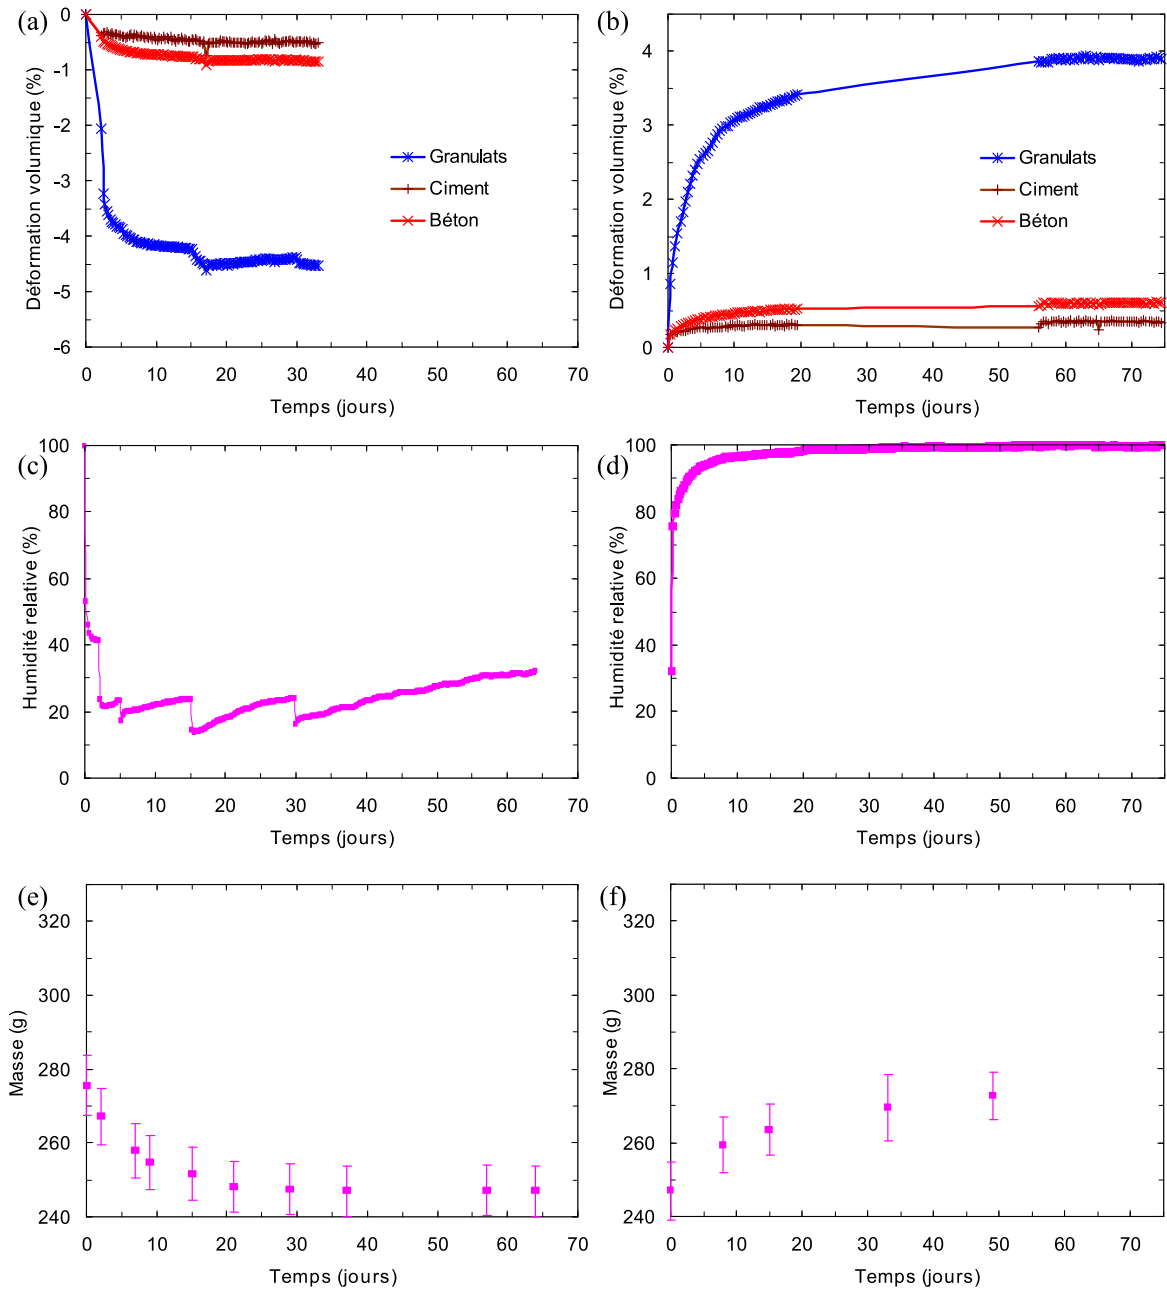 (a)
Déformation volumique (%)
0
-1
-2
-3
-4
-5
-6
Granulats
Ciment
Béton
0 10 20 30 40 50 60 70
Temps (jours)
(b)
Déformation volumique (%)
4
3
2
1
0
Granulats
Ciment
Béton
0 10 20 30 40 50 60 70
Temps (jours)
(c)
Humidité relative (%)
100
80
60
40
20
0
0 10 20 30 40 50 60 70
Temps (jours)
(d)
Humidité relative (%)
100
80
60
40
20
0
0 10 20 30 40 50 60 70
Temps (jours)
(e)
Masse (g)
320
300
280
260
240
0 10 20 30 40 50 60 70
Temps (jours)
(f)
Masse (g)
320
300
280
260
240
0 10 20 30 40 50 60 70
Temps (jours)